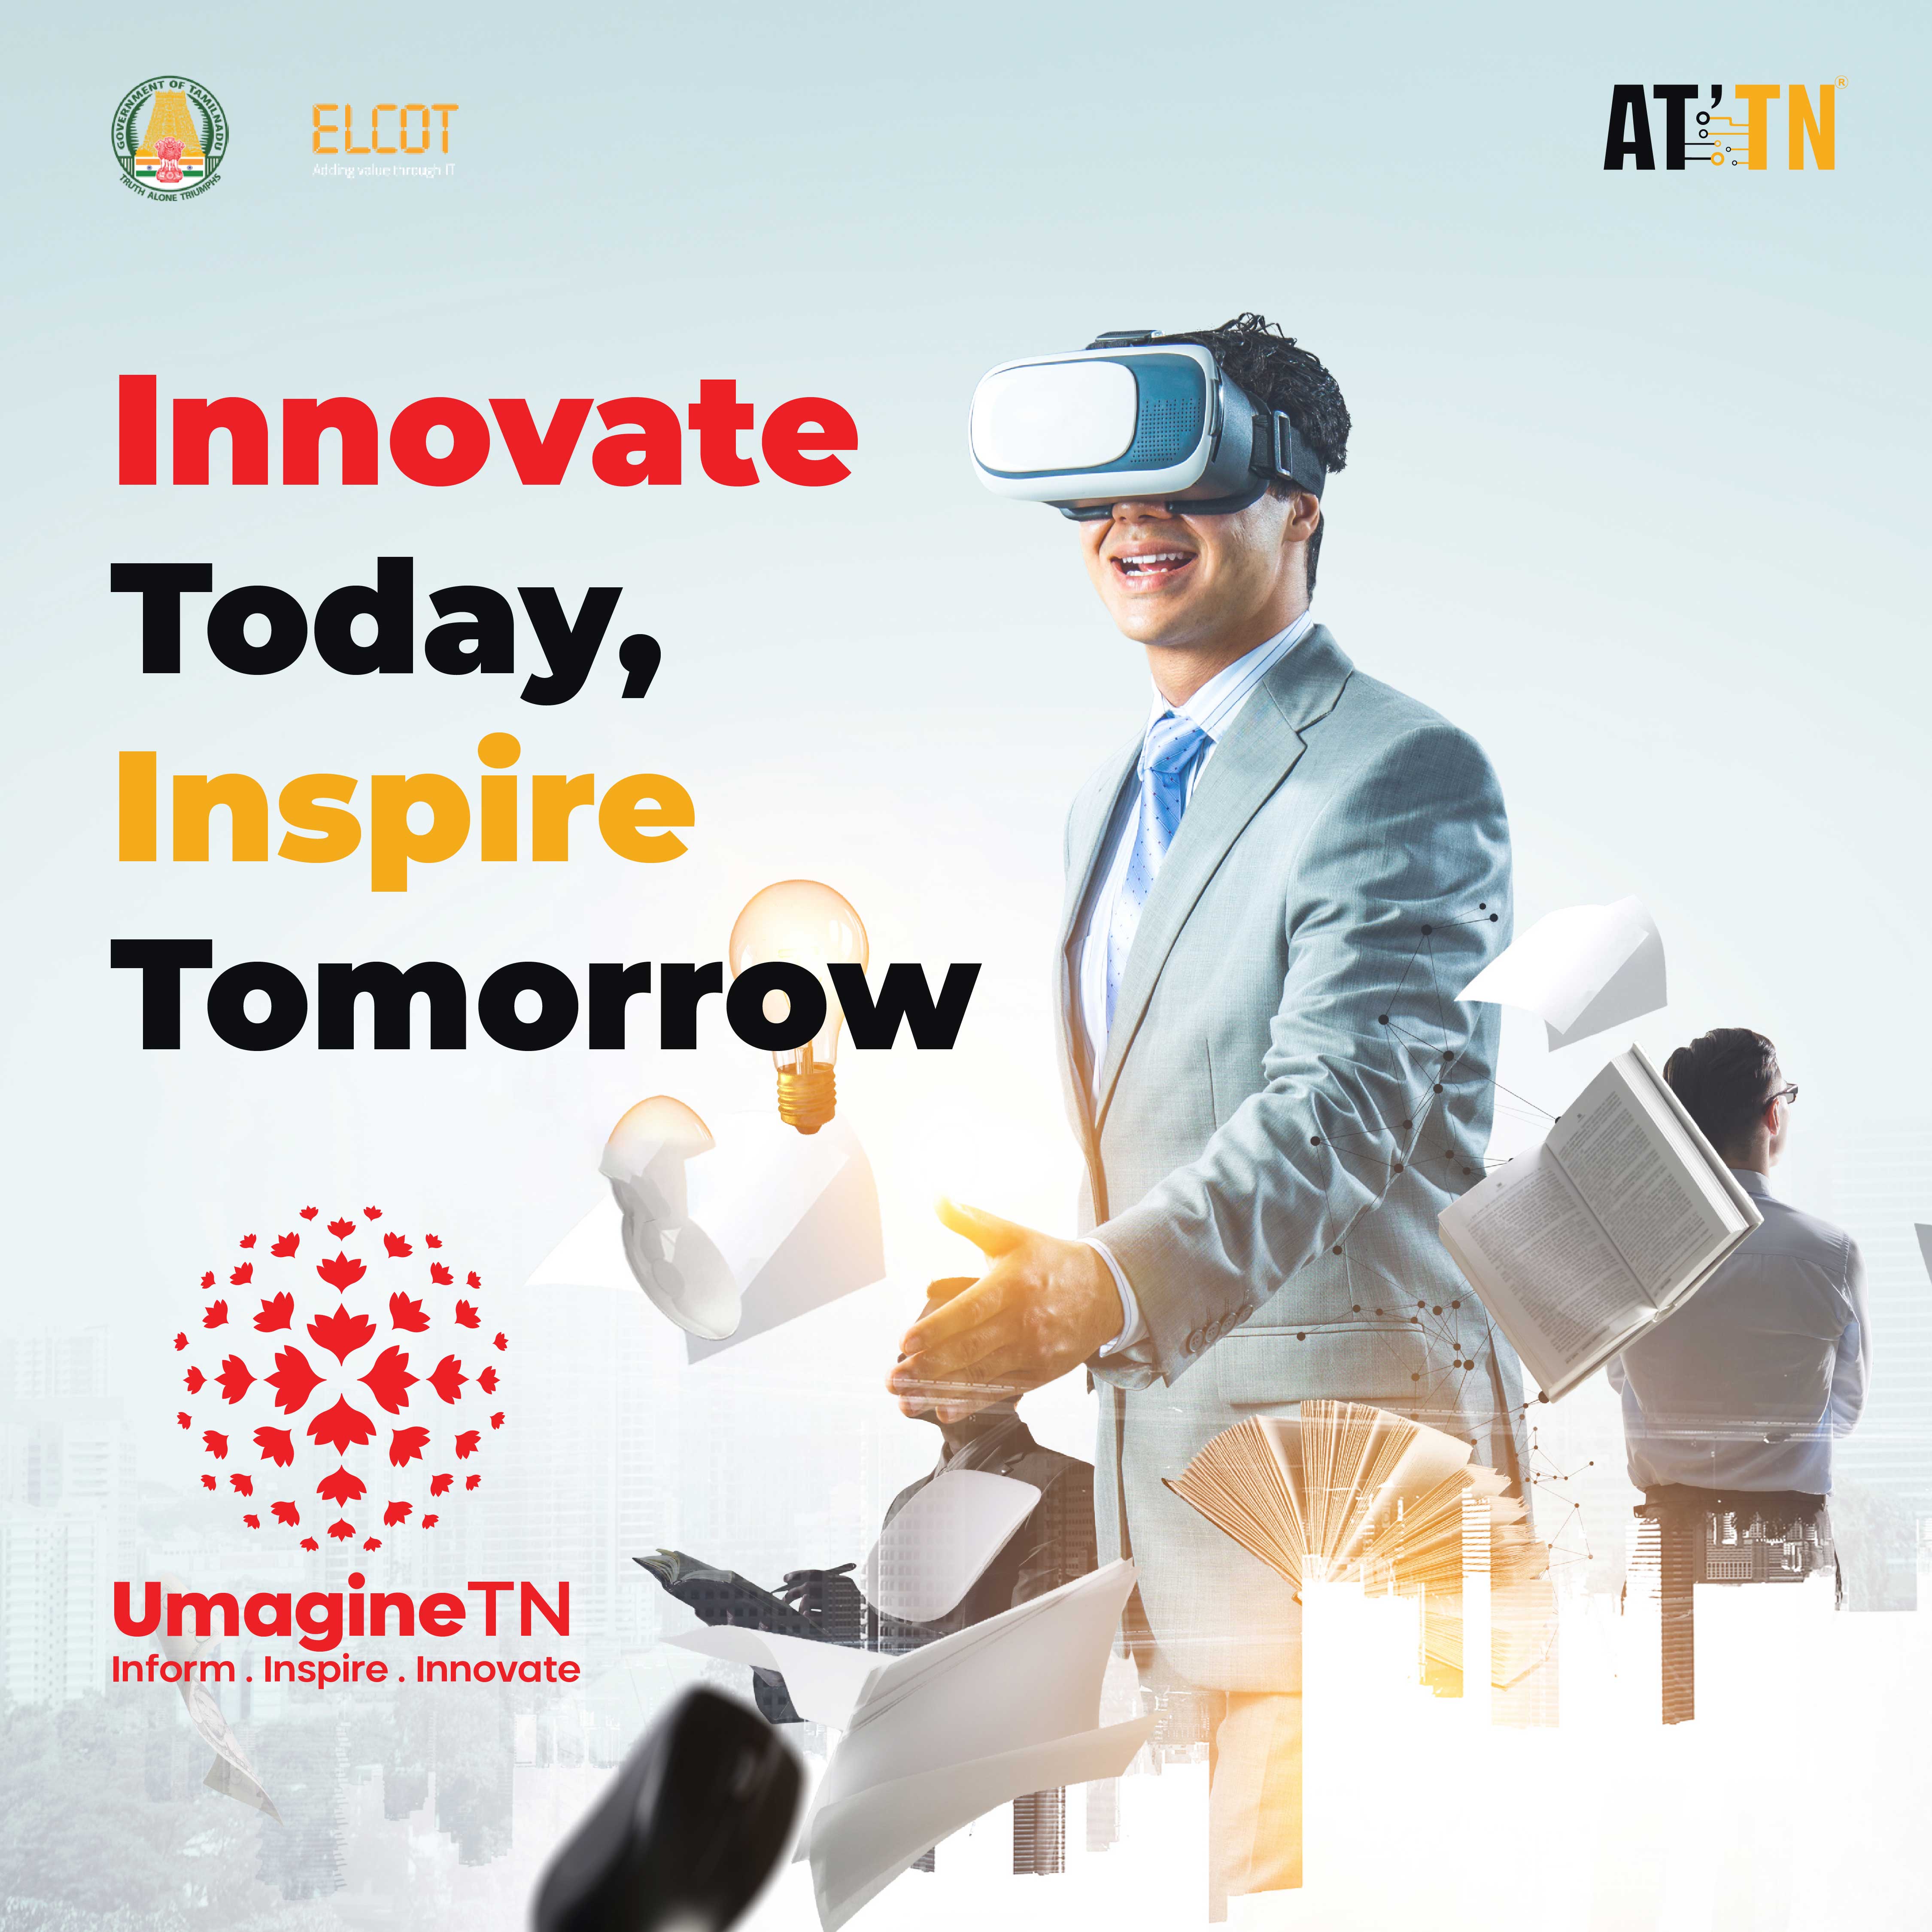 GOVERNMENT OF TAMILNADU
TRUTH ALONE TRIUMPHS
ELCOT
Adding value through IT
AT'TN®
Innovate
Today,
Inspire
Tomorrow
UmagineTN
Inform . Inspire . Innovate